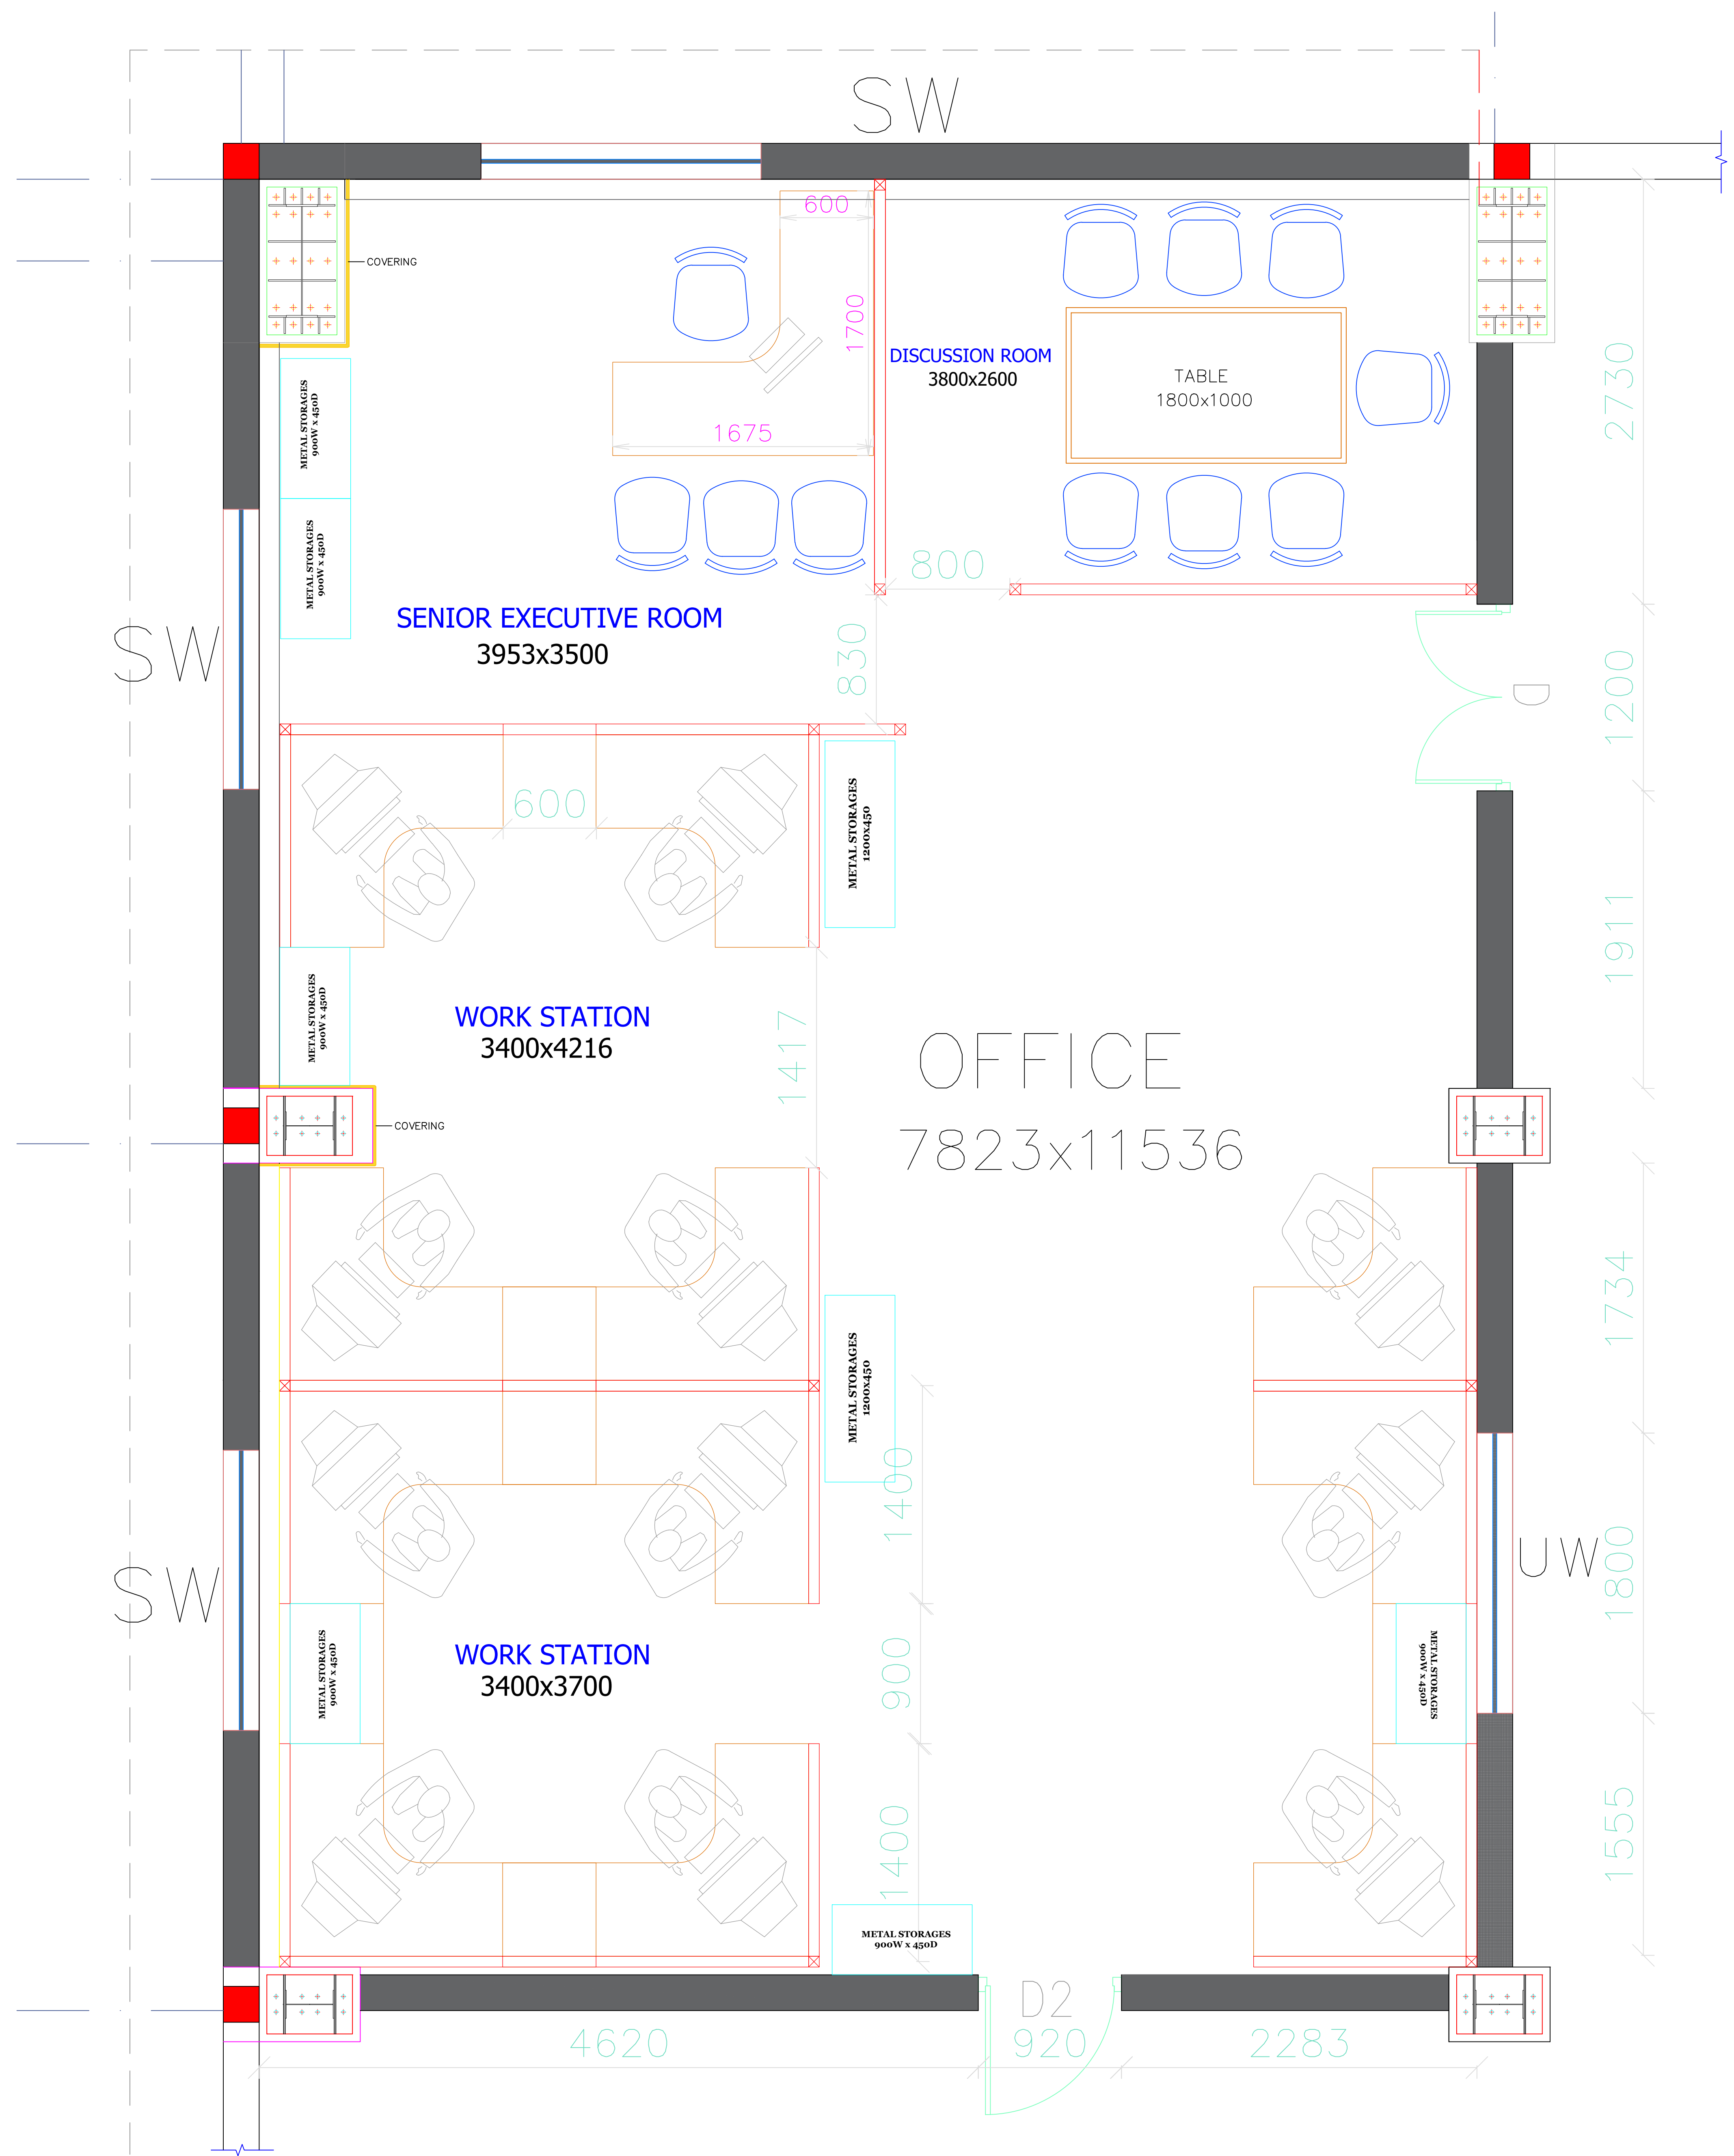 SW
600
COVERING
1700
METAL STORAGES
900W x 450D
DISCUSSION ROOM
3800x2600
TABLE
1800x1000
2730
1675
METAL STORAGES
900W x 450D
800
SENIOR EXECUTIVE ROOM
3953x3500
SW
830
1200
D
600
METAL STORAGES
1200x450
1911
METAL STORAGES
900W x 450D
WORK STATION
3400x4216
1417
OFFICE
7823x11536
COVERING
1734
METAL STORAGES
1200x450
1400
SW
UW
1800
METAL STORAGES
900W x 450D
WORK STATION
3400x3700
900
METAL STORAGES
900W x 450D
1400
1555
METAL STORAGES
900W x 450D
D2
4620
920
2283